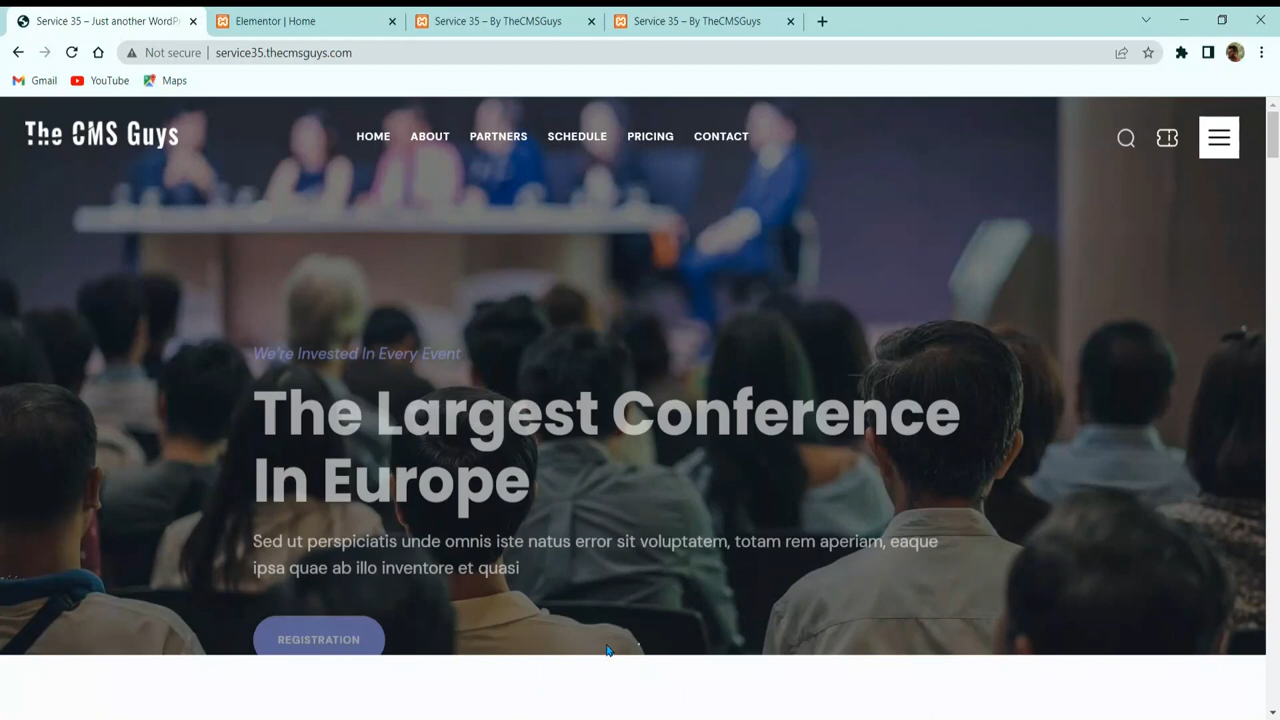 Service 35 – Just another WordPr
Elementor | Home
Service 35 – By TheCMSGuys
Service 35 – By TheCMSGuys
Not secure
service35.thecmsguys.com
Gmail
YouTube
Maps
The CMS Guys
HOME
ABOUT
PARTNERS
SCHEDULE
PRICING
CONTACT
We're Invested In Every Event
The Largest Conference
In Europe
Sed ut perspiciatis unde omnis iste natus error sit voluptatem, totam rem aperiam, eaque
ipsa quae ab illo inventore et quasi
REGISTRATION